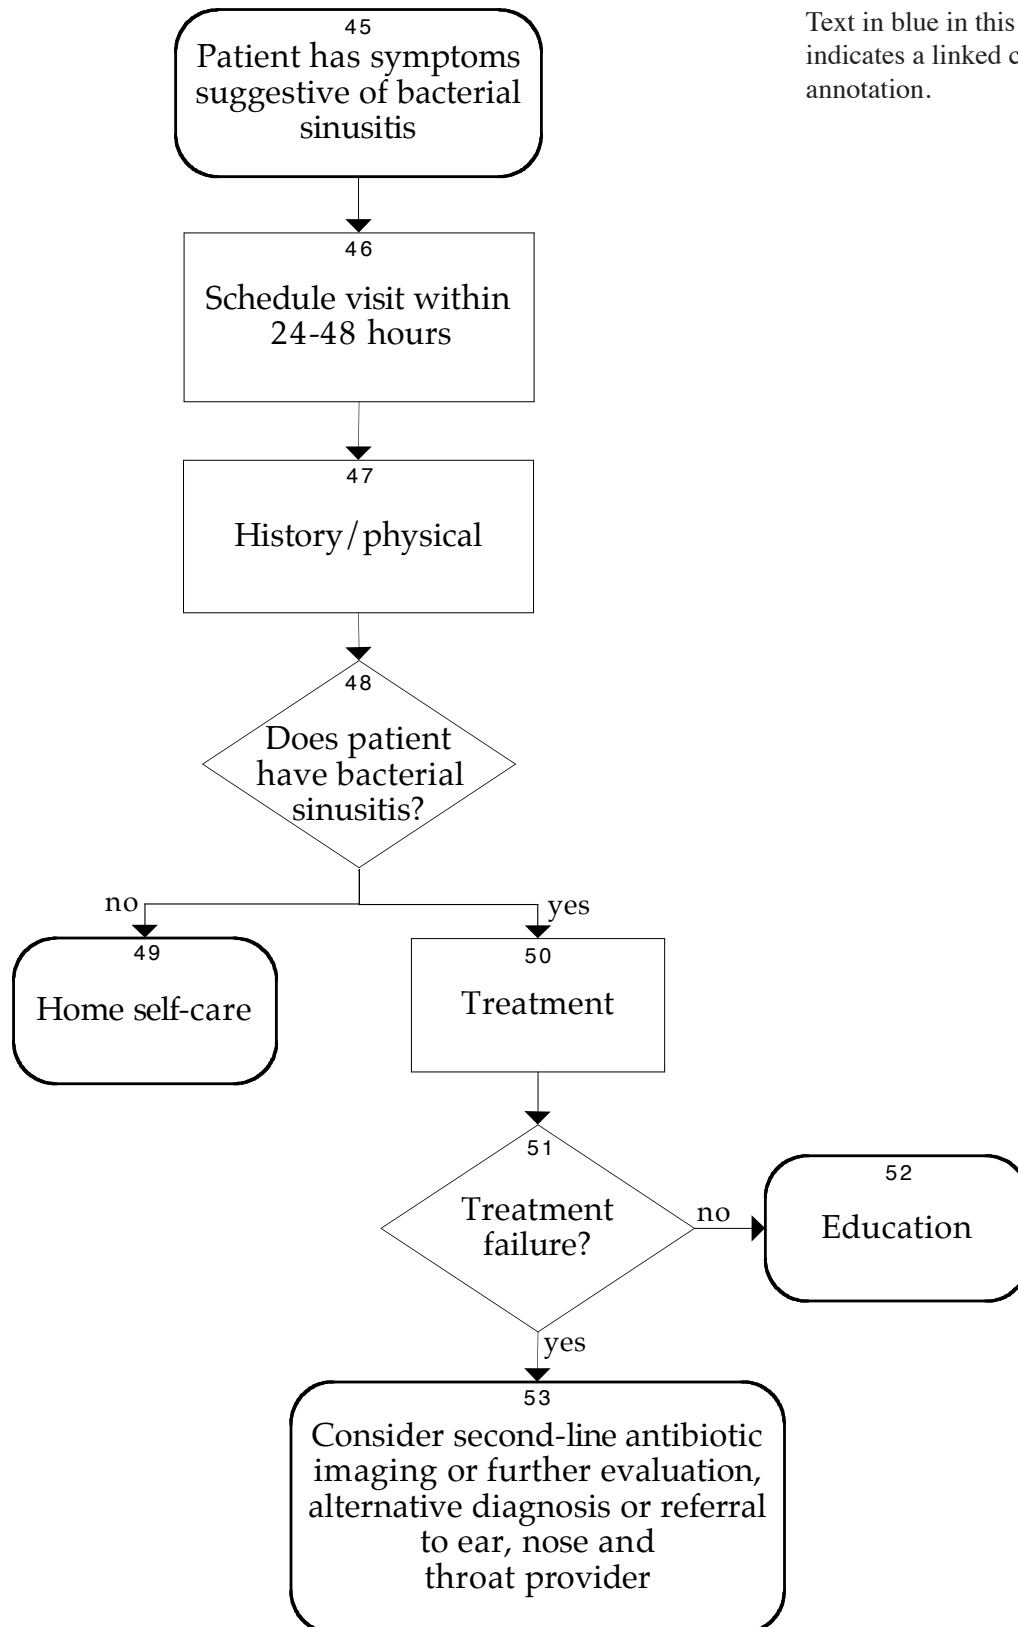 45
Patient has symptoms
suggestive of bacterial
sinusitis
Text in blue in this
indicates a linked c
annotation.
46
Schedule visit within
24-48 hours
47
History/physical
48
Does patient
have bacterial
sinusitis?
no
yes
49
Home self-care
50
Treatment
51
Treatment
failure?
no
52
Education
yes
53
Consider second-line antibiotic
imaging or further evaluation,
alternative diagnosis or referral
to ear, nose and
throat provider